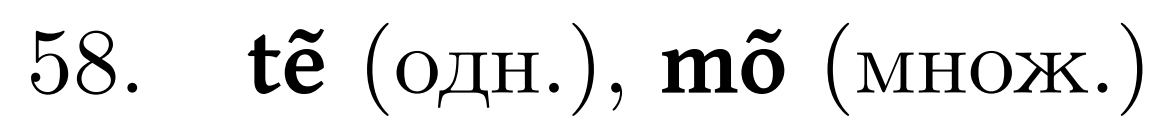 58. tẽ (одн.), mõ (множ.)